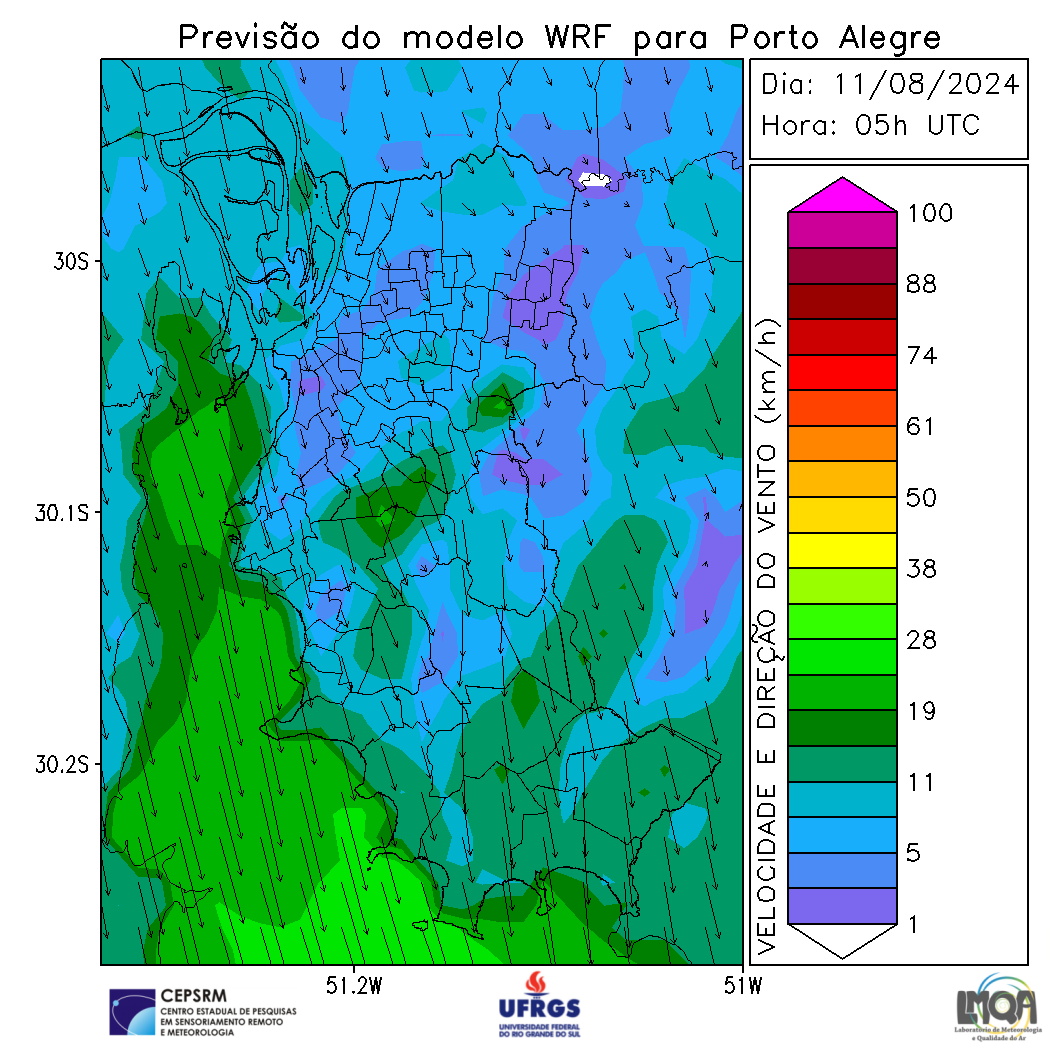 Previsão do modelo WRF para Porto Alegre
Dia: 11/08/2024
Hora: 05h UTC
30S
30.1S
30.2S
51.2W
51W
VELOCIDADE E DIREÇÃO DO VENTO (km/h)
100
88
74
61
50
38
28
19
11
5
1
CEPSRM
CENTRO ESTADUAL DE PESQUISAS
EM SENSORIAMENTO REMOTO
E METEOROLOGIA
UFRGS
UNIVERSIDADE FEDERAL
DO RIO GRANDE DO SUL
LMQA
Laboratório de Meteorologia
e Qualidade do Ar